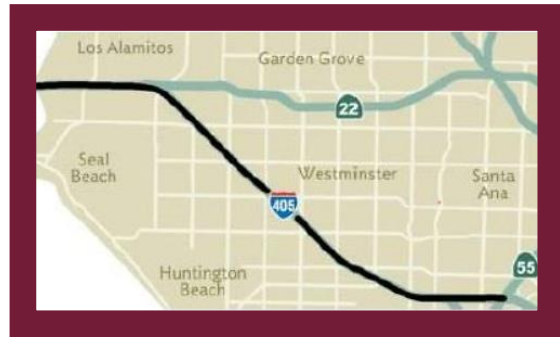 Los Alamitos
Garden Grove
22
Seal
Beach
Westminster
Santa
Ana
405
55
Huntington
Beach